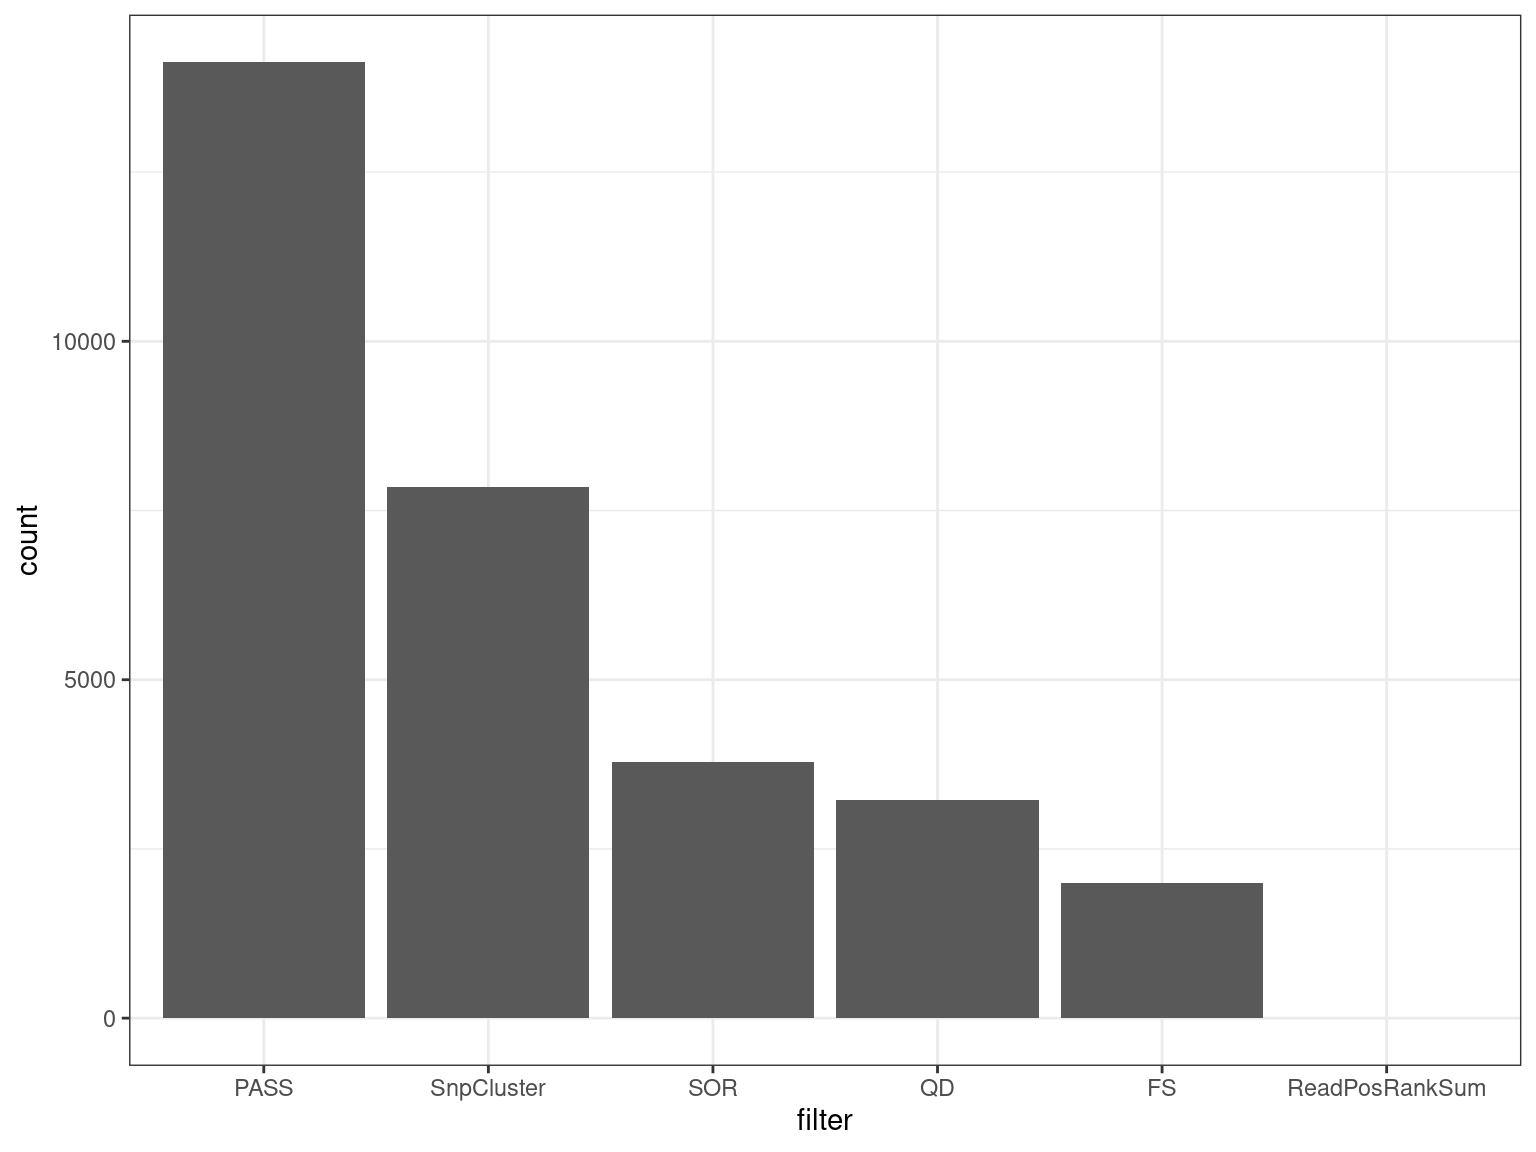 count
10000
5000
0
PASS SnpCluster SOR QD FS ReadPosRankSum
filter